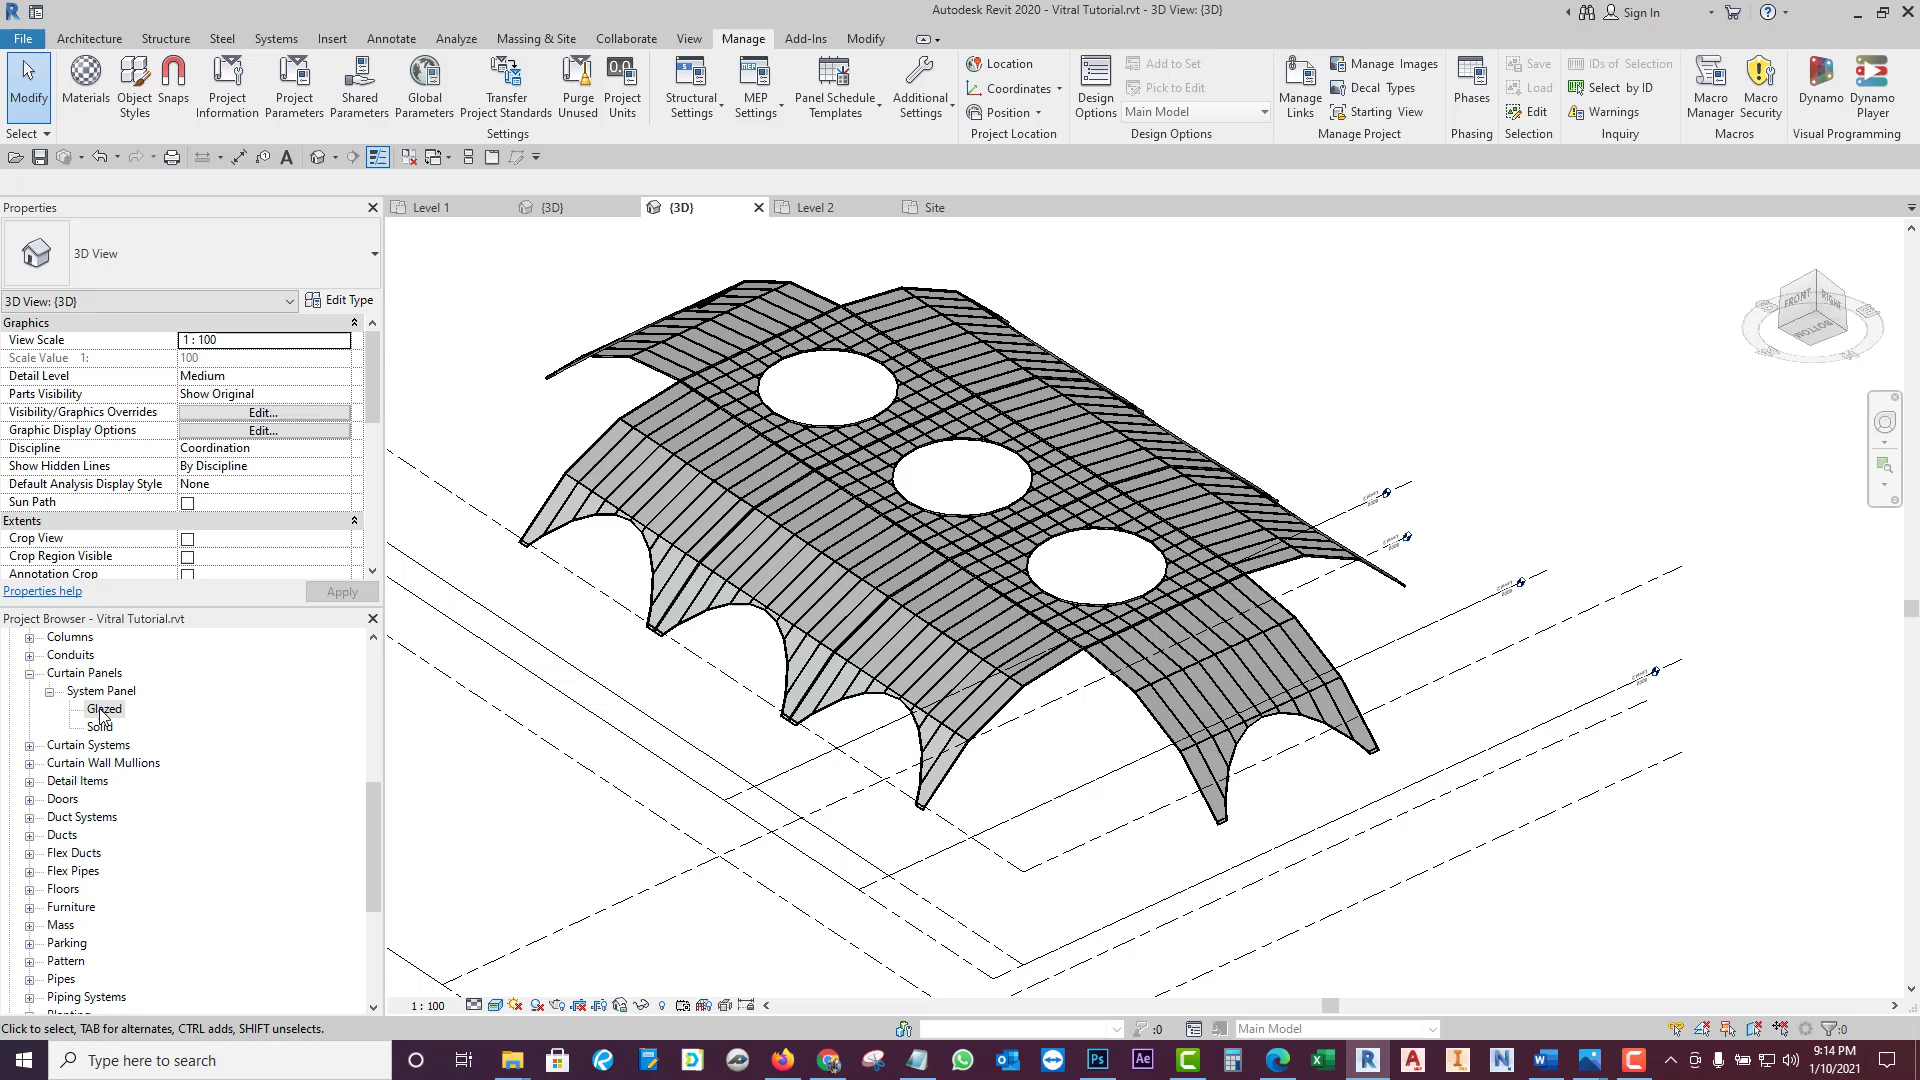 Autodesk Revit 2020 - Vitral Tutorial.rvt - 3D View: {3D}
Sign In
File Architecture Structure Steel Systems Insert Annotate Analyze Massing & Site Collaborate View Manage Add-Ins Modify
Modify
Materials
Object Styles
Snaps
Project Information
Project Parameters
Shared Parameters
Global Parameters
Transfer Project Standards
Purge Unused
Project Units
Structural Settings
MEP Settings
Panel Schedule Templates
Additional Settings
Location
Coordinates
Position
Design Options
Add to Set
Pick to Edit
Main Model
Manage Links
Manage Images
Decal Types
Starting View
Phases
Save
Load
Edit
IDs of Selection
Select by ID
Warnings
Macro Manager
Macro Security
Dynamo
Dynamo Player
Select
Settings
Project Location
Design Options
Manage Project
Phasing
Selection
Inquiry
Macros
Visual Programming
Properties
Level 1
{3D}
{3D}
Level 2
Site
3D View
3D View: {3D}
Edit Type
Graphics
View Scale 1 : 100
Scale Value 1: 100
Detail Level Medium
Parts Visibility Show Original
Visibility/Graphics Overrides Edit...
Graphic Display Options Edit...
Discipline Coordination
Show Hidden Lines By Discipline
Default Analysis Display Style None
Sun Path
Extents
Crop View
Crop Region Visible
Annotation Crop
Properties help
Apply
FRONT
RIGHT
BOTTOM
Project Browser - Vitral Tutorial.rvt
Columns
Conduits
Curtain Panels
System Panel
Glazed
Solid
Curtain Systems
Curtain Wall Mullions
Detail Items
Doors
Duct Systems
Ducts
Flex Ducts
Flex Pipes
Floors
Furniture
Mass
Parking
Pattern
Pipes
Piping Systems
1 : 100
Click to select, TAB for alternates, CTRL adds, SHIFT unselects.
:0
Main Model
:0
Type here to search
9:14 PM
1/10/2021